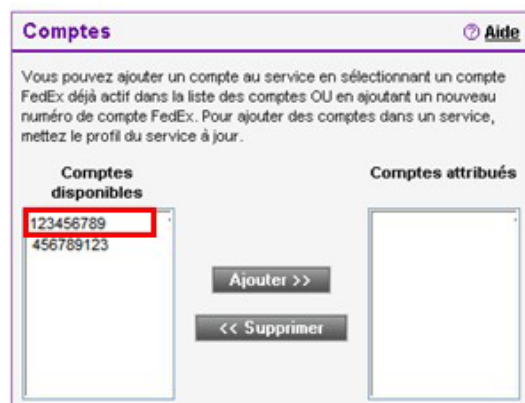 Comptes
? Aide
Vous pouvez ajouter un compte au service en sélectionnant un compte
FedEx déjà actif dans la liste des comptes OU en ajoutant un nouveau
numéro de compte FedEx. Pour ajouter des comptes dans un service,
mettez le profil du service à jour.
Comptes
disponibles
Comptes attribués
123456789
456789123
Ajouter >>
<< Supprimer